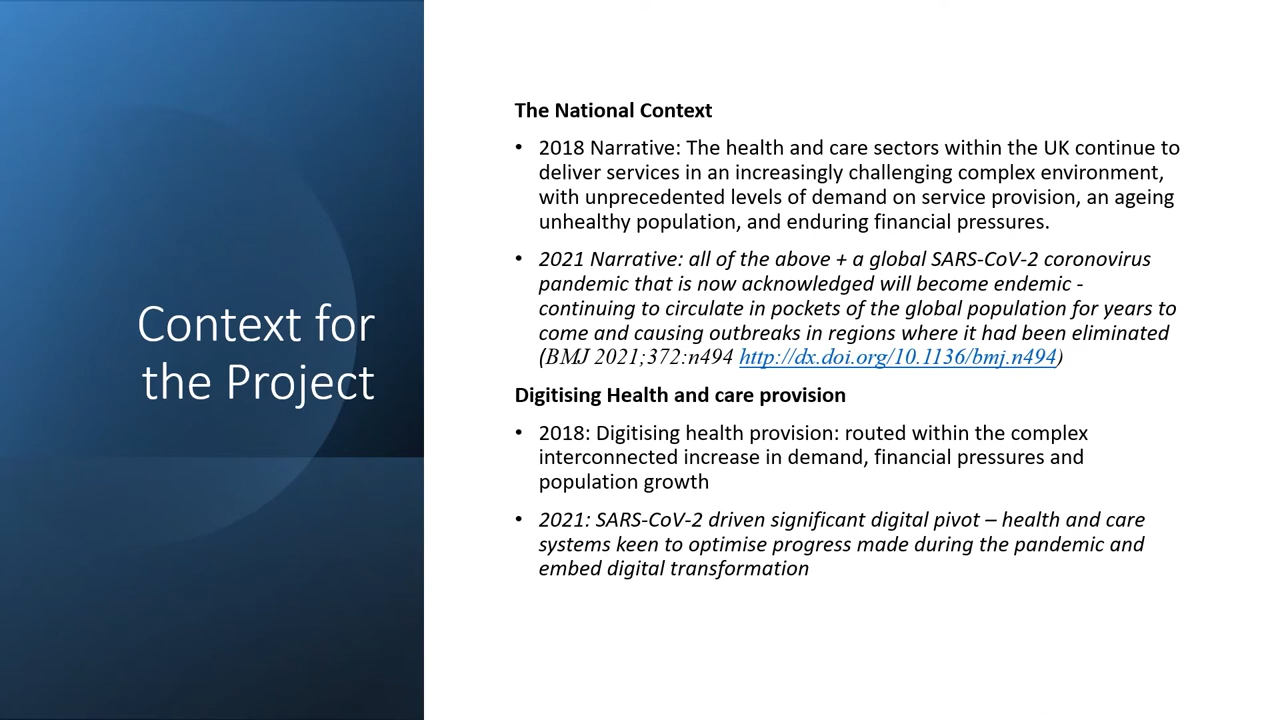 Context for
the Project
The National Context
• 2018 Narrative: The health and care sectors within the UK continue to
deliver services in an increasingly challenging complex environment,
with unprecedented levels of demand on service provision, an ageing
unhealthy population, and enduring financial pressures.
• 2021 Narrative: all of the above + a global SARS-CoV-2 coronovirus
pandemic that is now acknowledged will become endemic -
continuing to circulate in pockets of the global population for years to
come and causing outbreaks in regions where it had been eliminated
(BMJ 2021;372:n494 http://dx.doi.org/10.1136/bmj.n494)
Digitising Health and care provision
• 2018: Digitising health provision: routed within the complex
interconnected increase in demand, financial pressures and
population growth
• 2021: SARS-CoV-2 driven significant digital pivot – health and care
systems keen to optimise progress made during the pandemic and
embed digital transformation